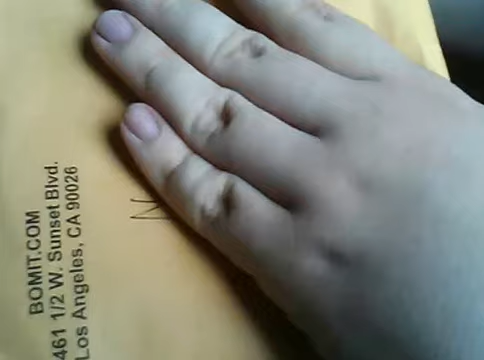 BOMIT.COM
461 1/2 W. Sunset Blvd.
Los Angeles, CA 90026
N